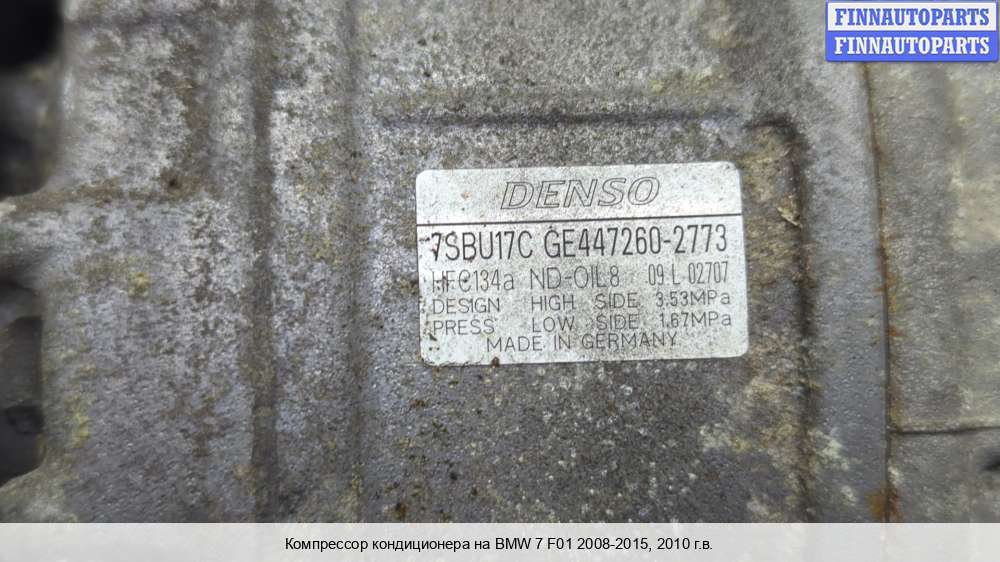 FINNAUTOPARTS
FINNAUTOPARTS
DENSO
7SBU17C GE447260-2773
HFC134a ND-OIL8 09 L 02707
DESIGN HIGH SIDE 3.53MPa
PRESS LOW SIDE 1.67MPa
MADE IN GERMANY
Компрессор кондиционера на BMW 7 F01 2008-2015, 2010 г.в.